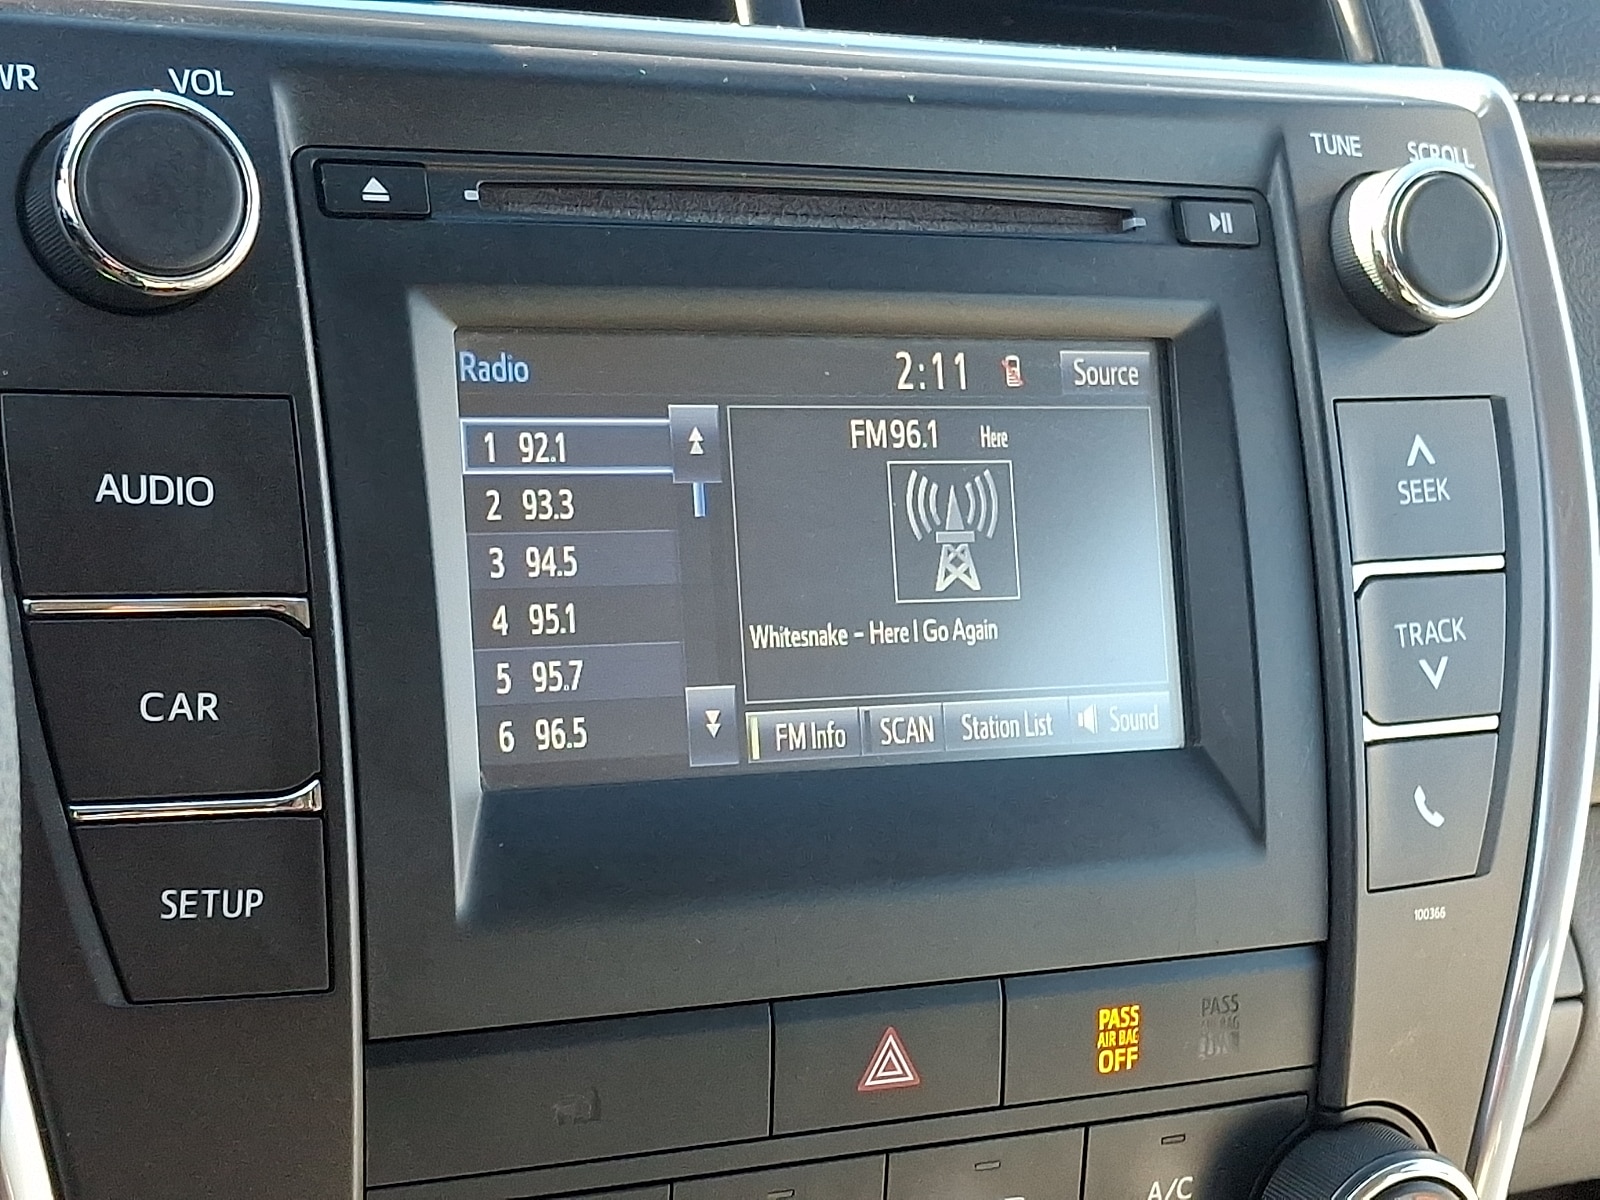 VOL
TUNE SCROLL
Radio 2:11 Source
1 92.1
2 93.3
3 94.5
4 95.1
5 95.7
6 96.5
FM 96.1 Here
Whitesnake - Here I Go Again
FM Info SCAN Station List Sound
AUDIO
CAR
SETUP
SEEK
TRACK
100366
PASS
AIR BAG
OFF
PASS
A/C